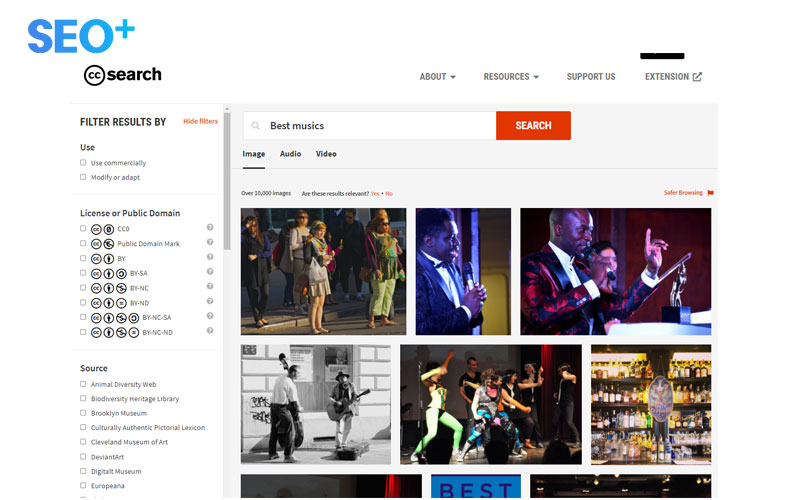 SEO+
cc search
ABOUT RESOURCES SUPPORT US EXTENSION
FILTER RESULTS BY Hide filters
Best musics SEARCH
Use
Use commercially
Modify or adapt
Image Audio Video
Over 10,000 images Are these results relevant? Yes • No Safer Browsing
License or Public Domain
CC0
Public Domain Mark
BY
BY-SA
BY-NC
BY-ND
BY-NC-SA
BY-NC-ND
Source
Animal Diversity Web
Biodiversity Heritage Library
Brooklyn Museum
Culturally Authentic Pictorial Lexicon
Cleveland Museum of Art
DeviantArt
Digitalt Museum
Europeana
BEST